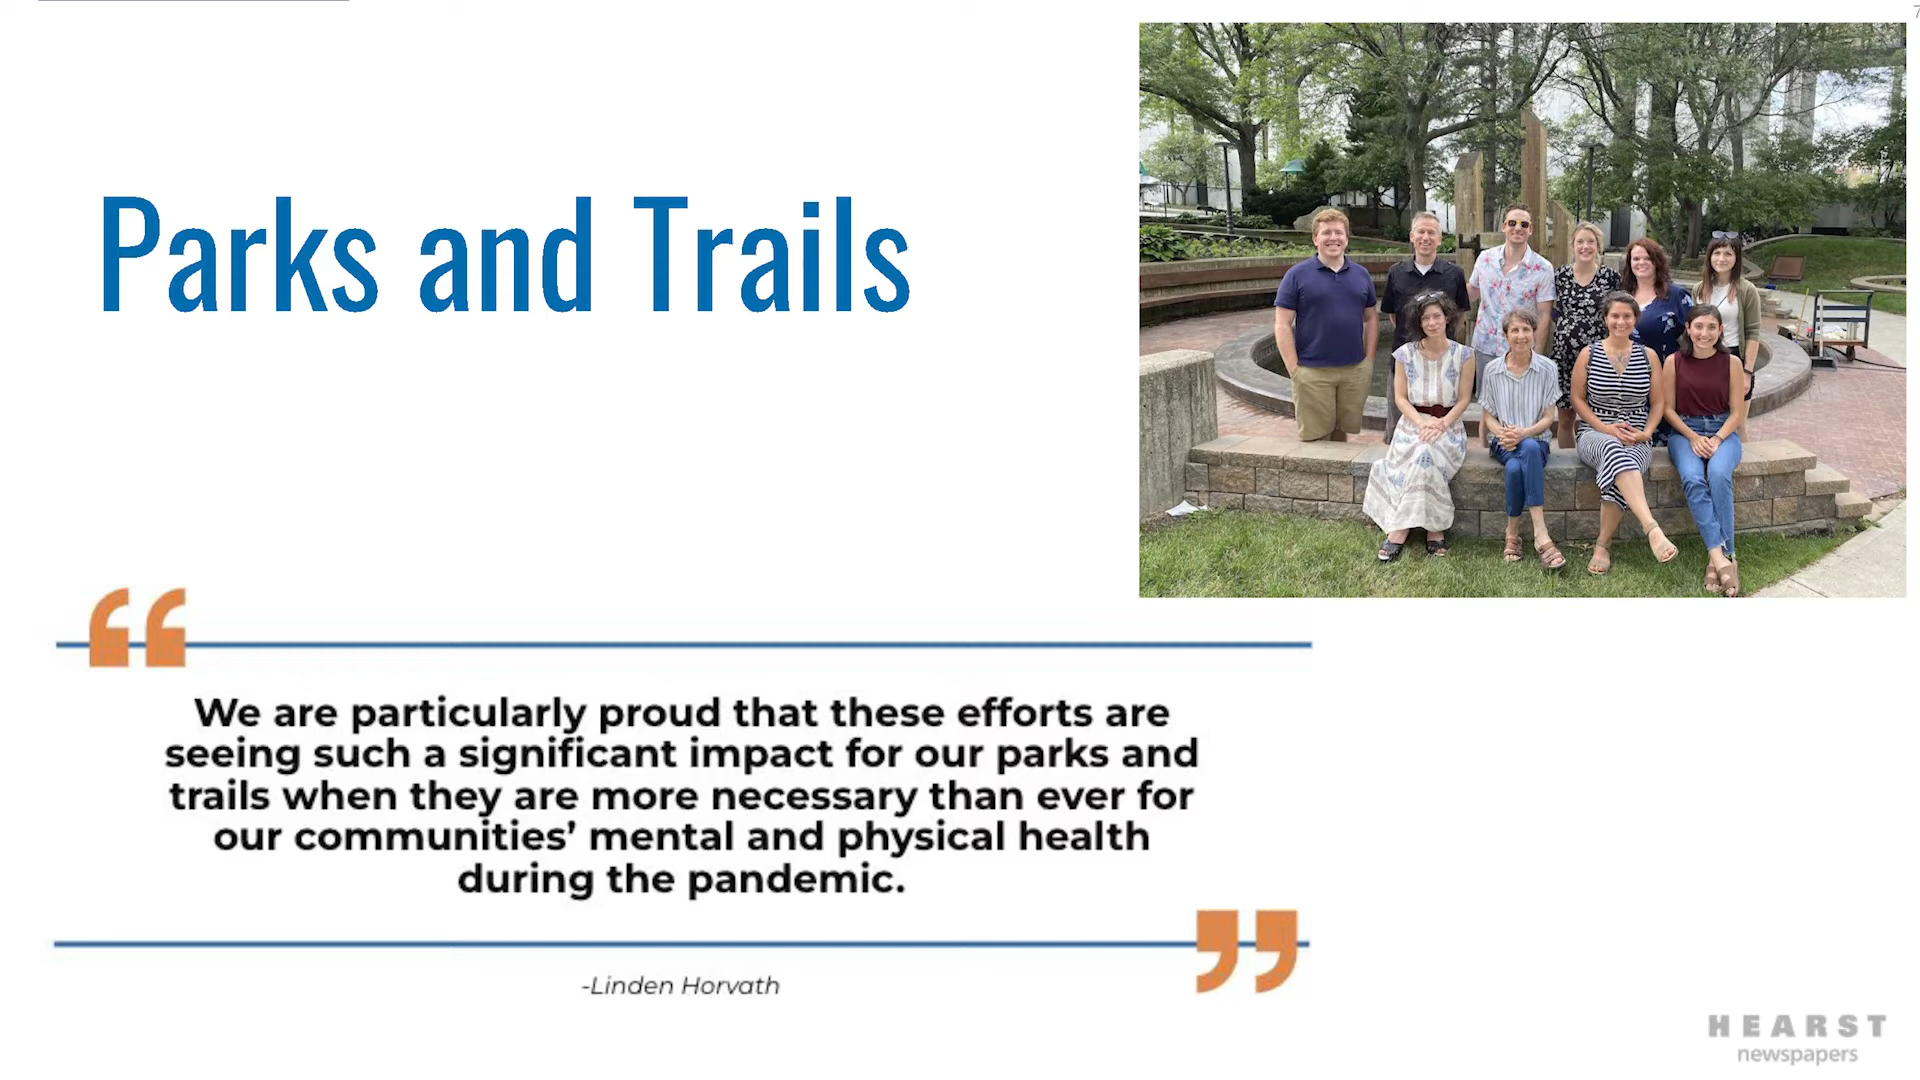 7
Parks and Trails
“
We are particularly proud that these efforts are
seeing such a significant impact for our parks and
trails when they are more necessary than ever for
our communities’ mental and physical health
during the pandemic.
”
-Linden Horvath
HEARST
newspapers